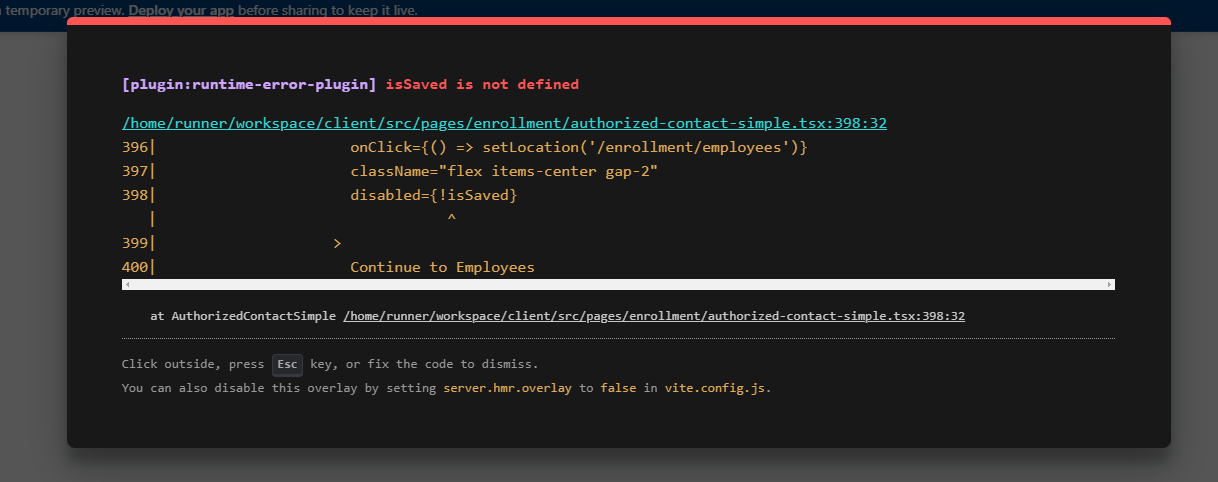 temporary preview. Deploy your app before sharing to keep it live.
[plugin:runtime-error-plugin] isSaved is not defined
/home/runner/workspace/client/src/pages/enrollment/authorized-contact-simple.tsx:398:32
396| onClick={() => setLocation('/enrollment/employees')}
397| className="flex items-center gap-2"
398| disabled={!isSaved}
| ^
399| >
400| Continue to Employees
at AuthorizedContactSimple /home/runner/workspace/client/src/pages/enrollment/authorized-contact-simple.tsx:398:32
Click outside, press Esc key, or fix the code to dismiss.
You can also disable this overlay by setting server.hmr.overlay to false in vite.config.js.